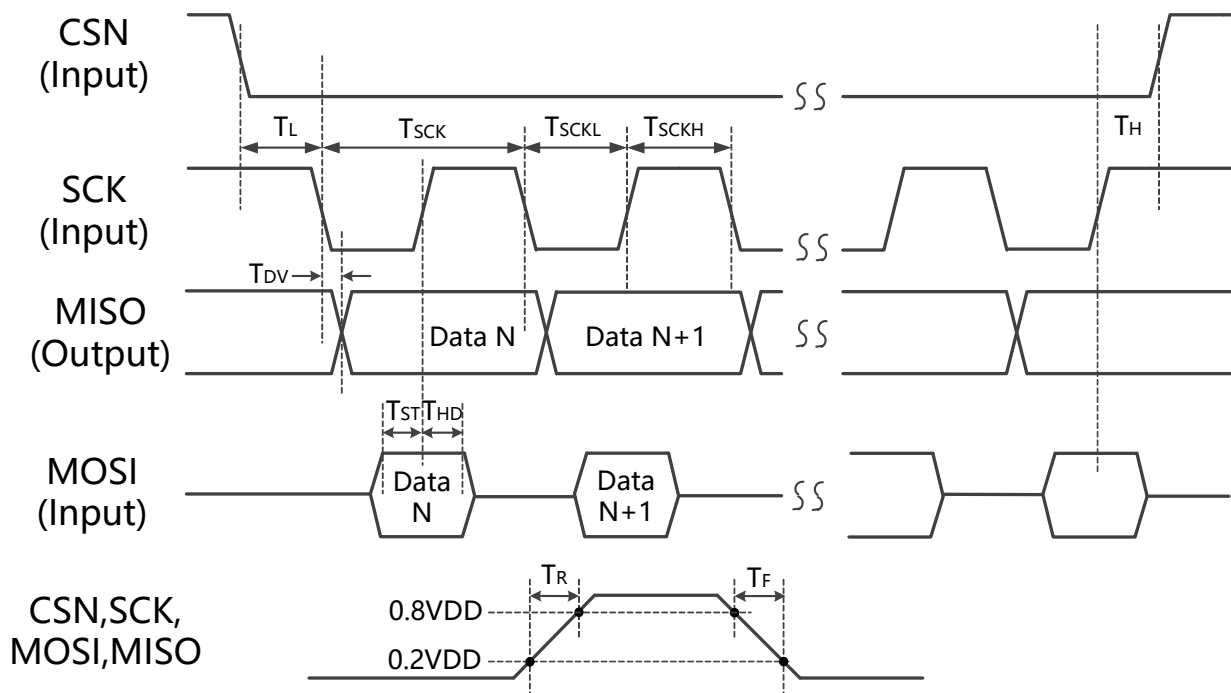 CSN
(Input)
TL
TSCK
TSCKL
TSCKH
TH
SCK
(Input)
TDV
MISO
(Output)
Data N
Data N+1
TST
THD
MOSI
(Input)
Data
N
Data
N+1
TR
TF
CSN,SCK,
MOSI,MISO
0.8VDD
0.2VDD